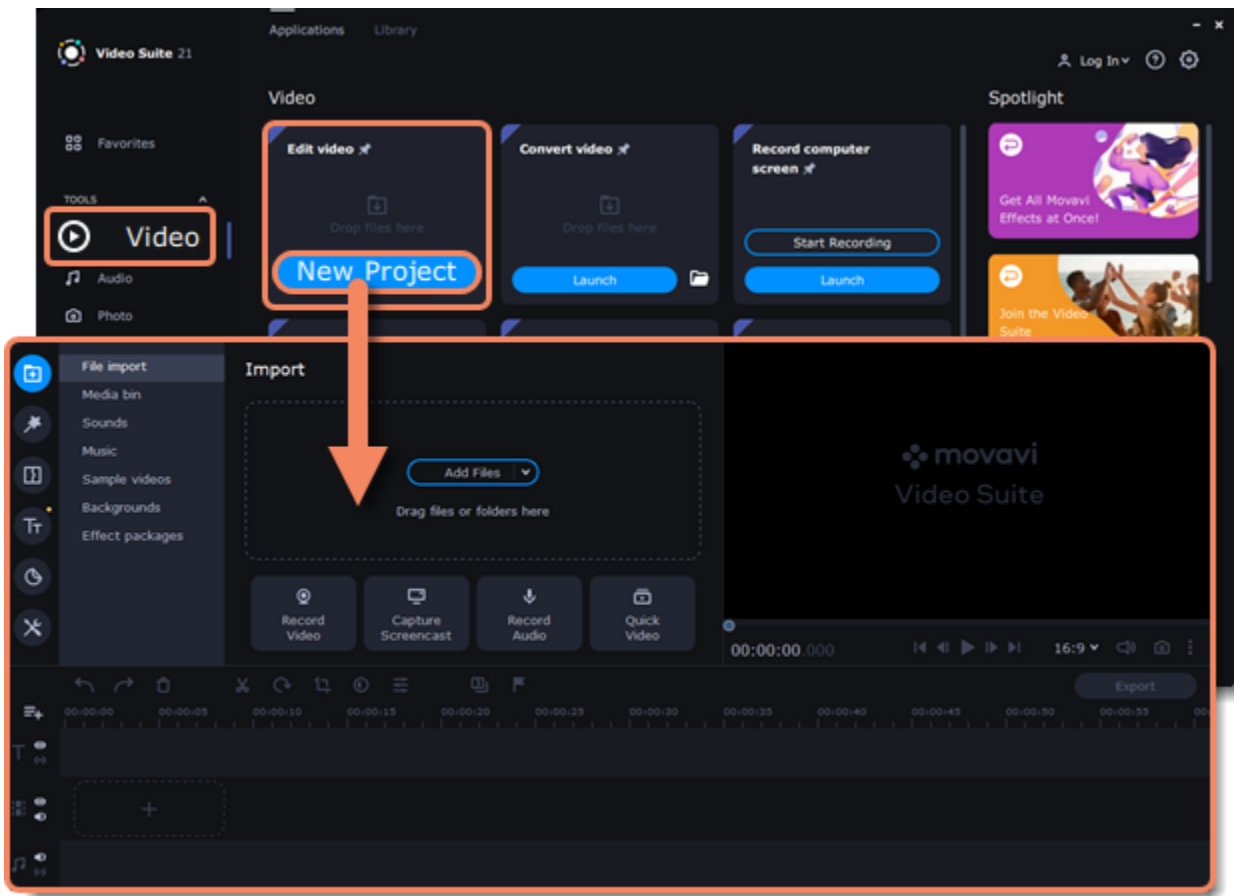 Applications
Library
Video Suite 21
Log In
Video
Spotlight
Favorites
Edit video
Drop files here
New Project
Convert video
Drop files here
Launch
Record computer
screen
Start Recording
Launch
Get All Movavi
Effects at Once!
TOOLS
Video
Audio
Photo
Join the Video
Suite
File import
Media bin
Sounds
Music
Sample videos
Backgrounds
Effect packages
Import
Add Files
Drag files or folders here
Record
Video
Capture
Screencast
Record
Audio
Quick
Video
movavi
Video Suite
00:00:00.000
16:9
Export
00:00:00 00:00:05 00:00:10 00:00:15 00:00:20 00:00:25 00:00:30 00:00:35 00:00:40 00:00:45 00:00:50 00:00:55 00: